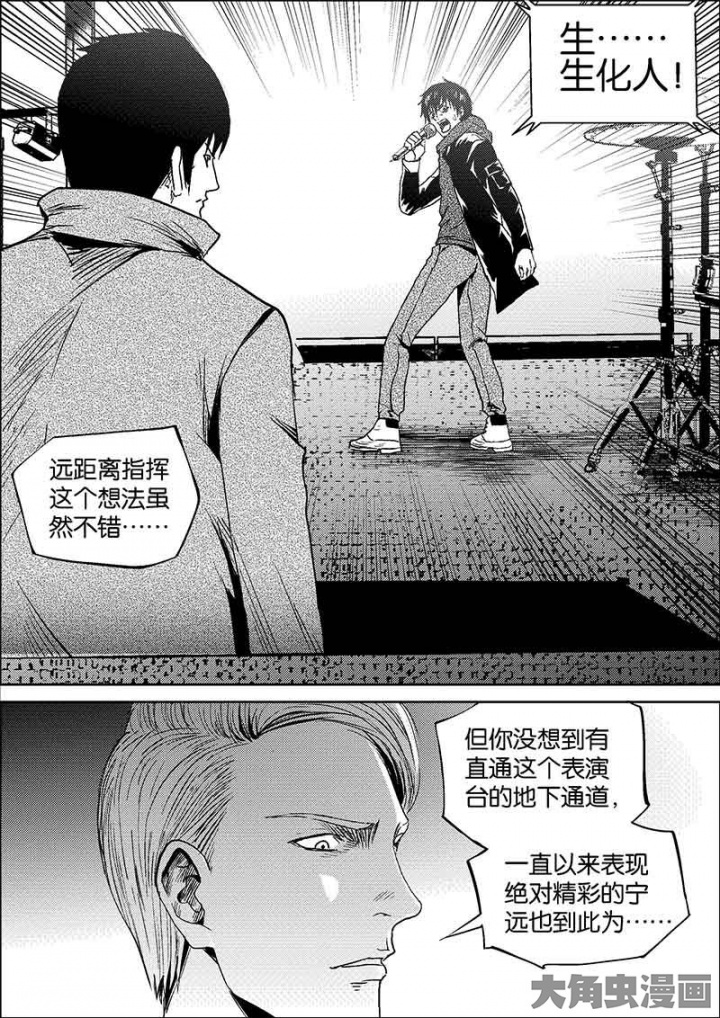 生……
生化人！
远距离指挥
这个想法虽
然不错……
但你没想到有
直通这个表演
台的地下通道，
一直以来表现
绝对精彩的宁
远也到此为……
大角虫漫画